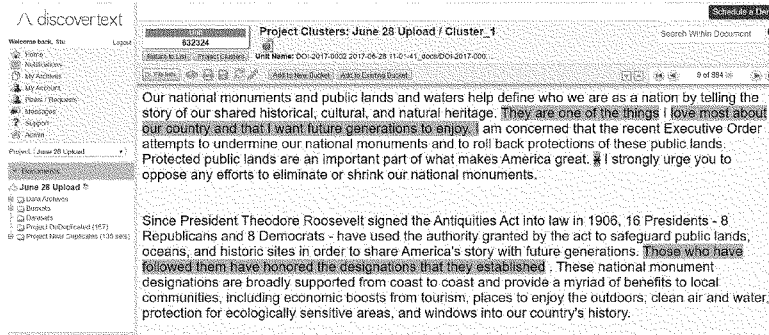 discovertext
Schedule a Dem
Welcome back, Stu
Logout
Home
Notifications
My Archives
My Account
Peers / Requests
Messages
Support
Admin
Project: June 28 Upload
Documents
June 28 Upload
Data Archives
Buckets
Datasets
Project DeDuplicated (167)
Project Near Duplicates (135 sets)
Unit
632324
Return to List
Project Clusters
Project Clusters: June 28 Upload / Cluster_1
Unit Name: DOI-2017-0002 2017-06-28 11-01-41_docs/DOI-2017-000...
Search Within Document
Add to New Bucket
Add to Existing Bucket
9 of 894
Our national monuments and public lands and waters help define who we are as a nation by telling the
story of our shared historical, cultural, and natural heritage. They are one of the things I love most about
our country and that I want future generations to enjoy. I am concerned that the recent Executive Order
attempts to undermine our national monuments and to roll back protections of these public lands.
Protected public lands are an important part of what makes America great. I strongly urge you to
oppose any efforts to eliminate or shrink our national monuments.
Since President Theodore Roosevelt signed the Antiquities Act into law in 1906, 16 Presidents - 8
Republicans and 8 Democrats - have used the authority granted by the act to safeguard public lands,
oceans, and historic sites in order to share America's story with future generations. Those who have
followed them have honored the designations that they established . These national monument
designations are broadly supported from coast to coast and provide a myriad of benefits to local
communities, including economic boosts from tourism, places to enjoy the outdoors, clean air and water,
protection for ecologically sensitive areas, and windows into our country's history.